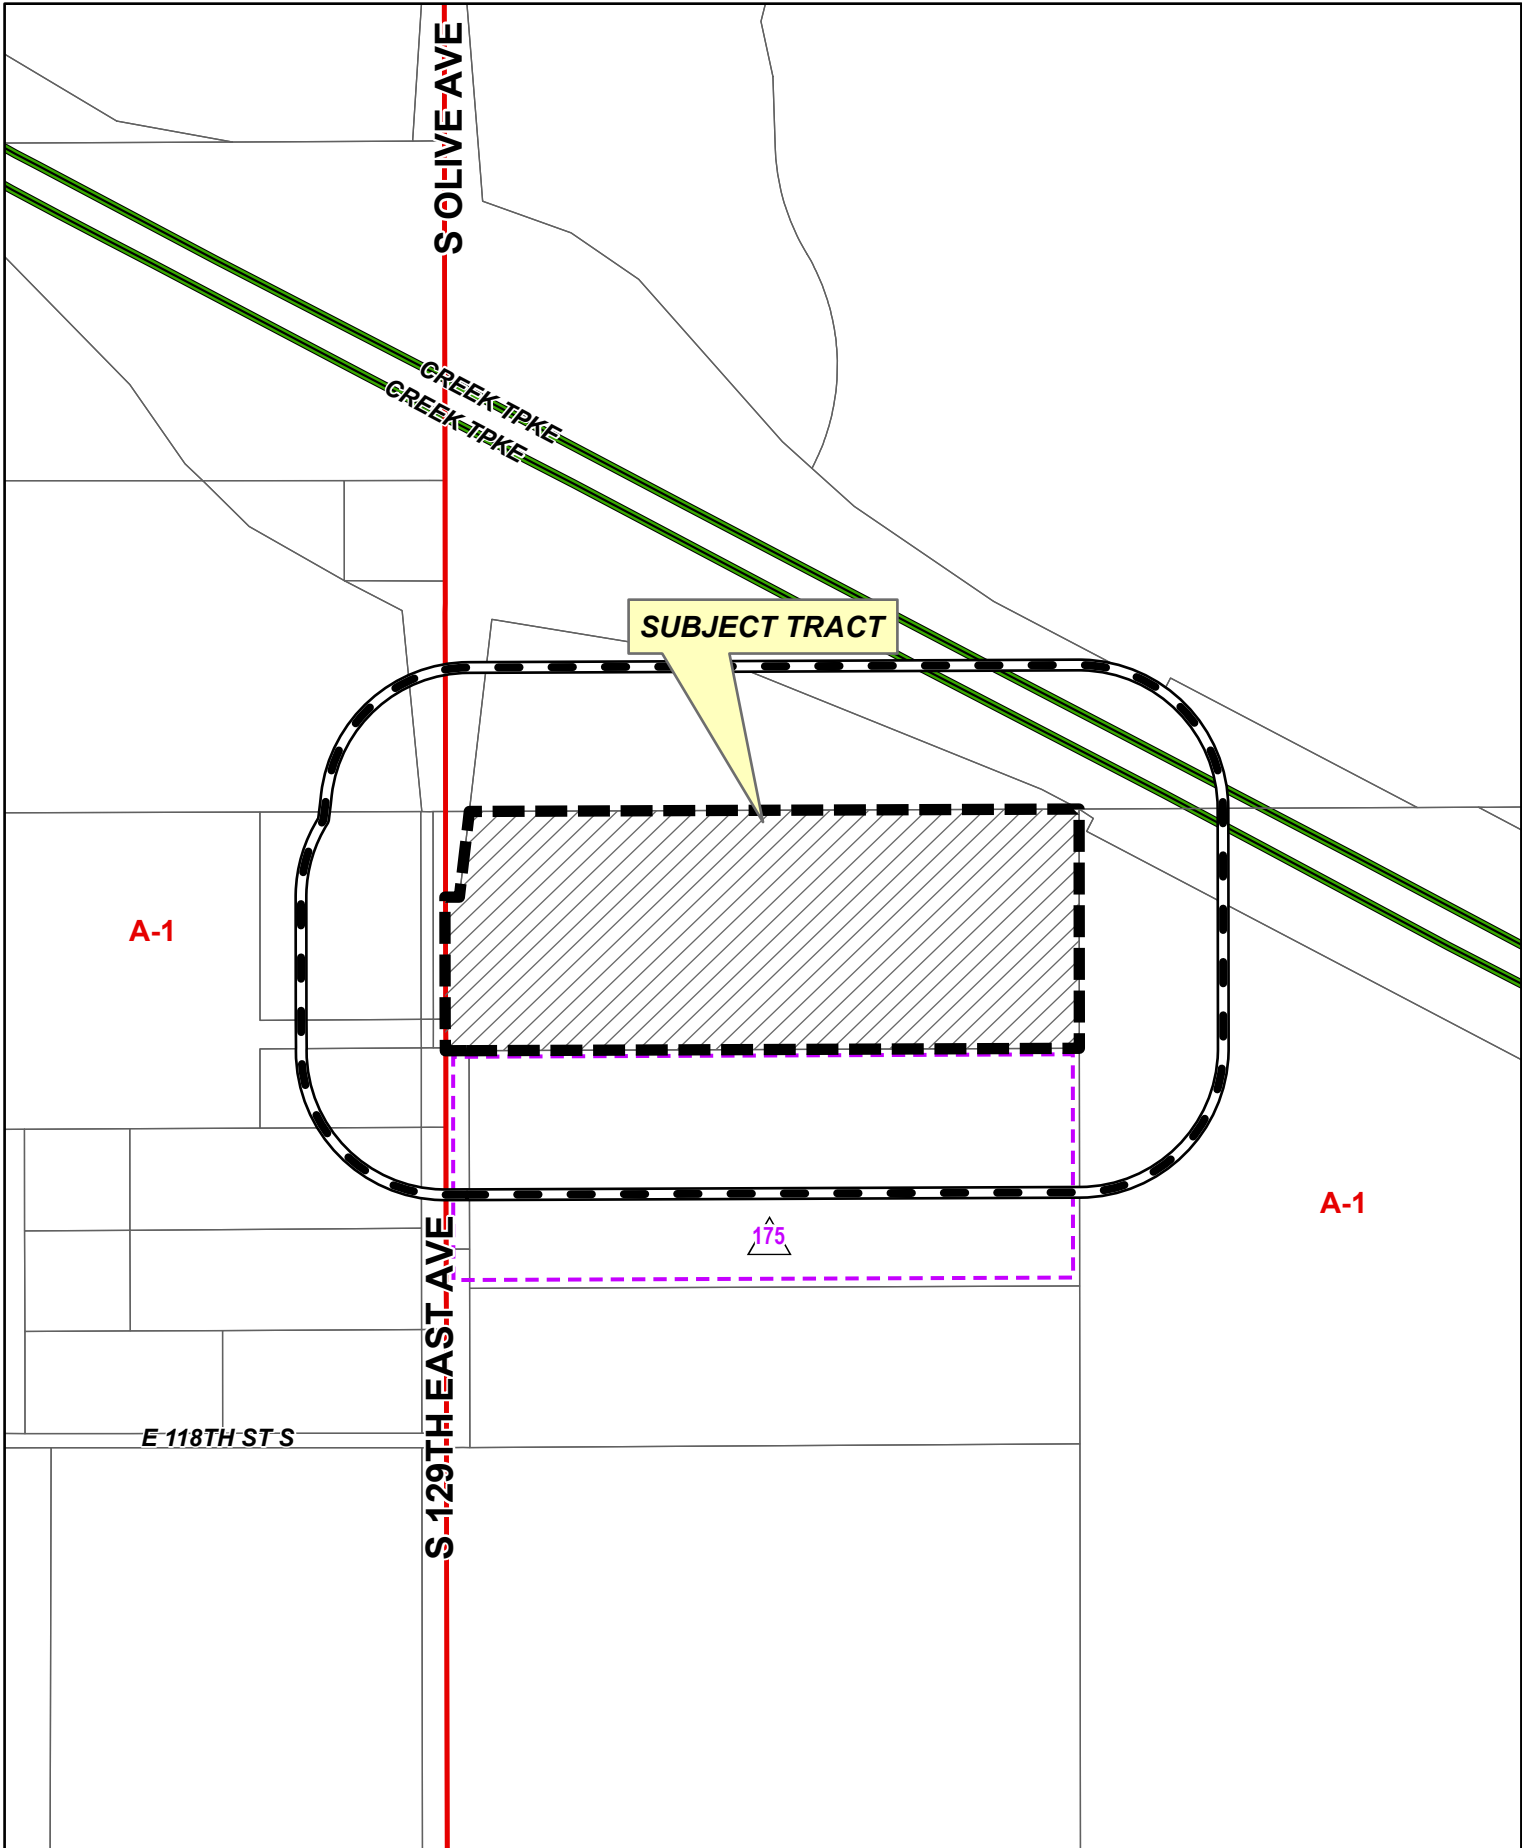 S OLIVE AVE
CREEK TPKE
CREEK TPKE
SUBJECT TRACT
A-1
A-1
175
S 129TH EAST AVE
E 118TH ST S